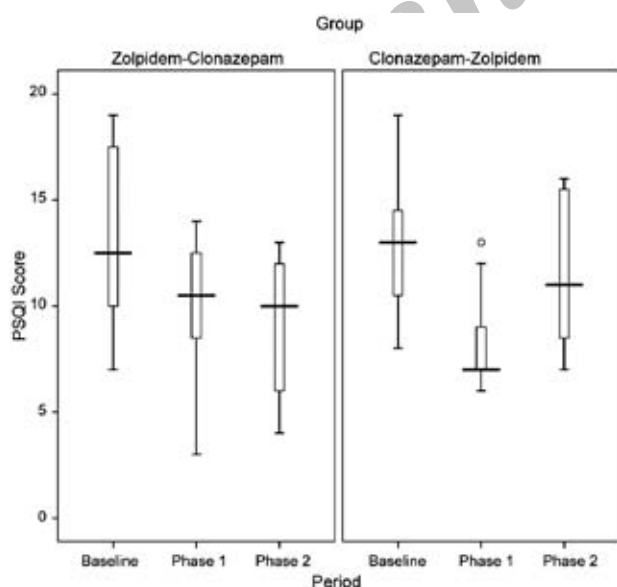 Group
Zolpidem-Clonazepam Clonazepam-Zolpidem
20
15
10
5
0
PSQI Score
Baseline Phase 1 Phase 2 Baseline Phase 1 Phase 2
Period